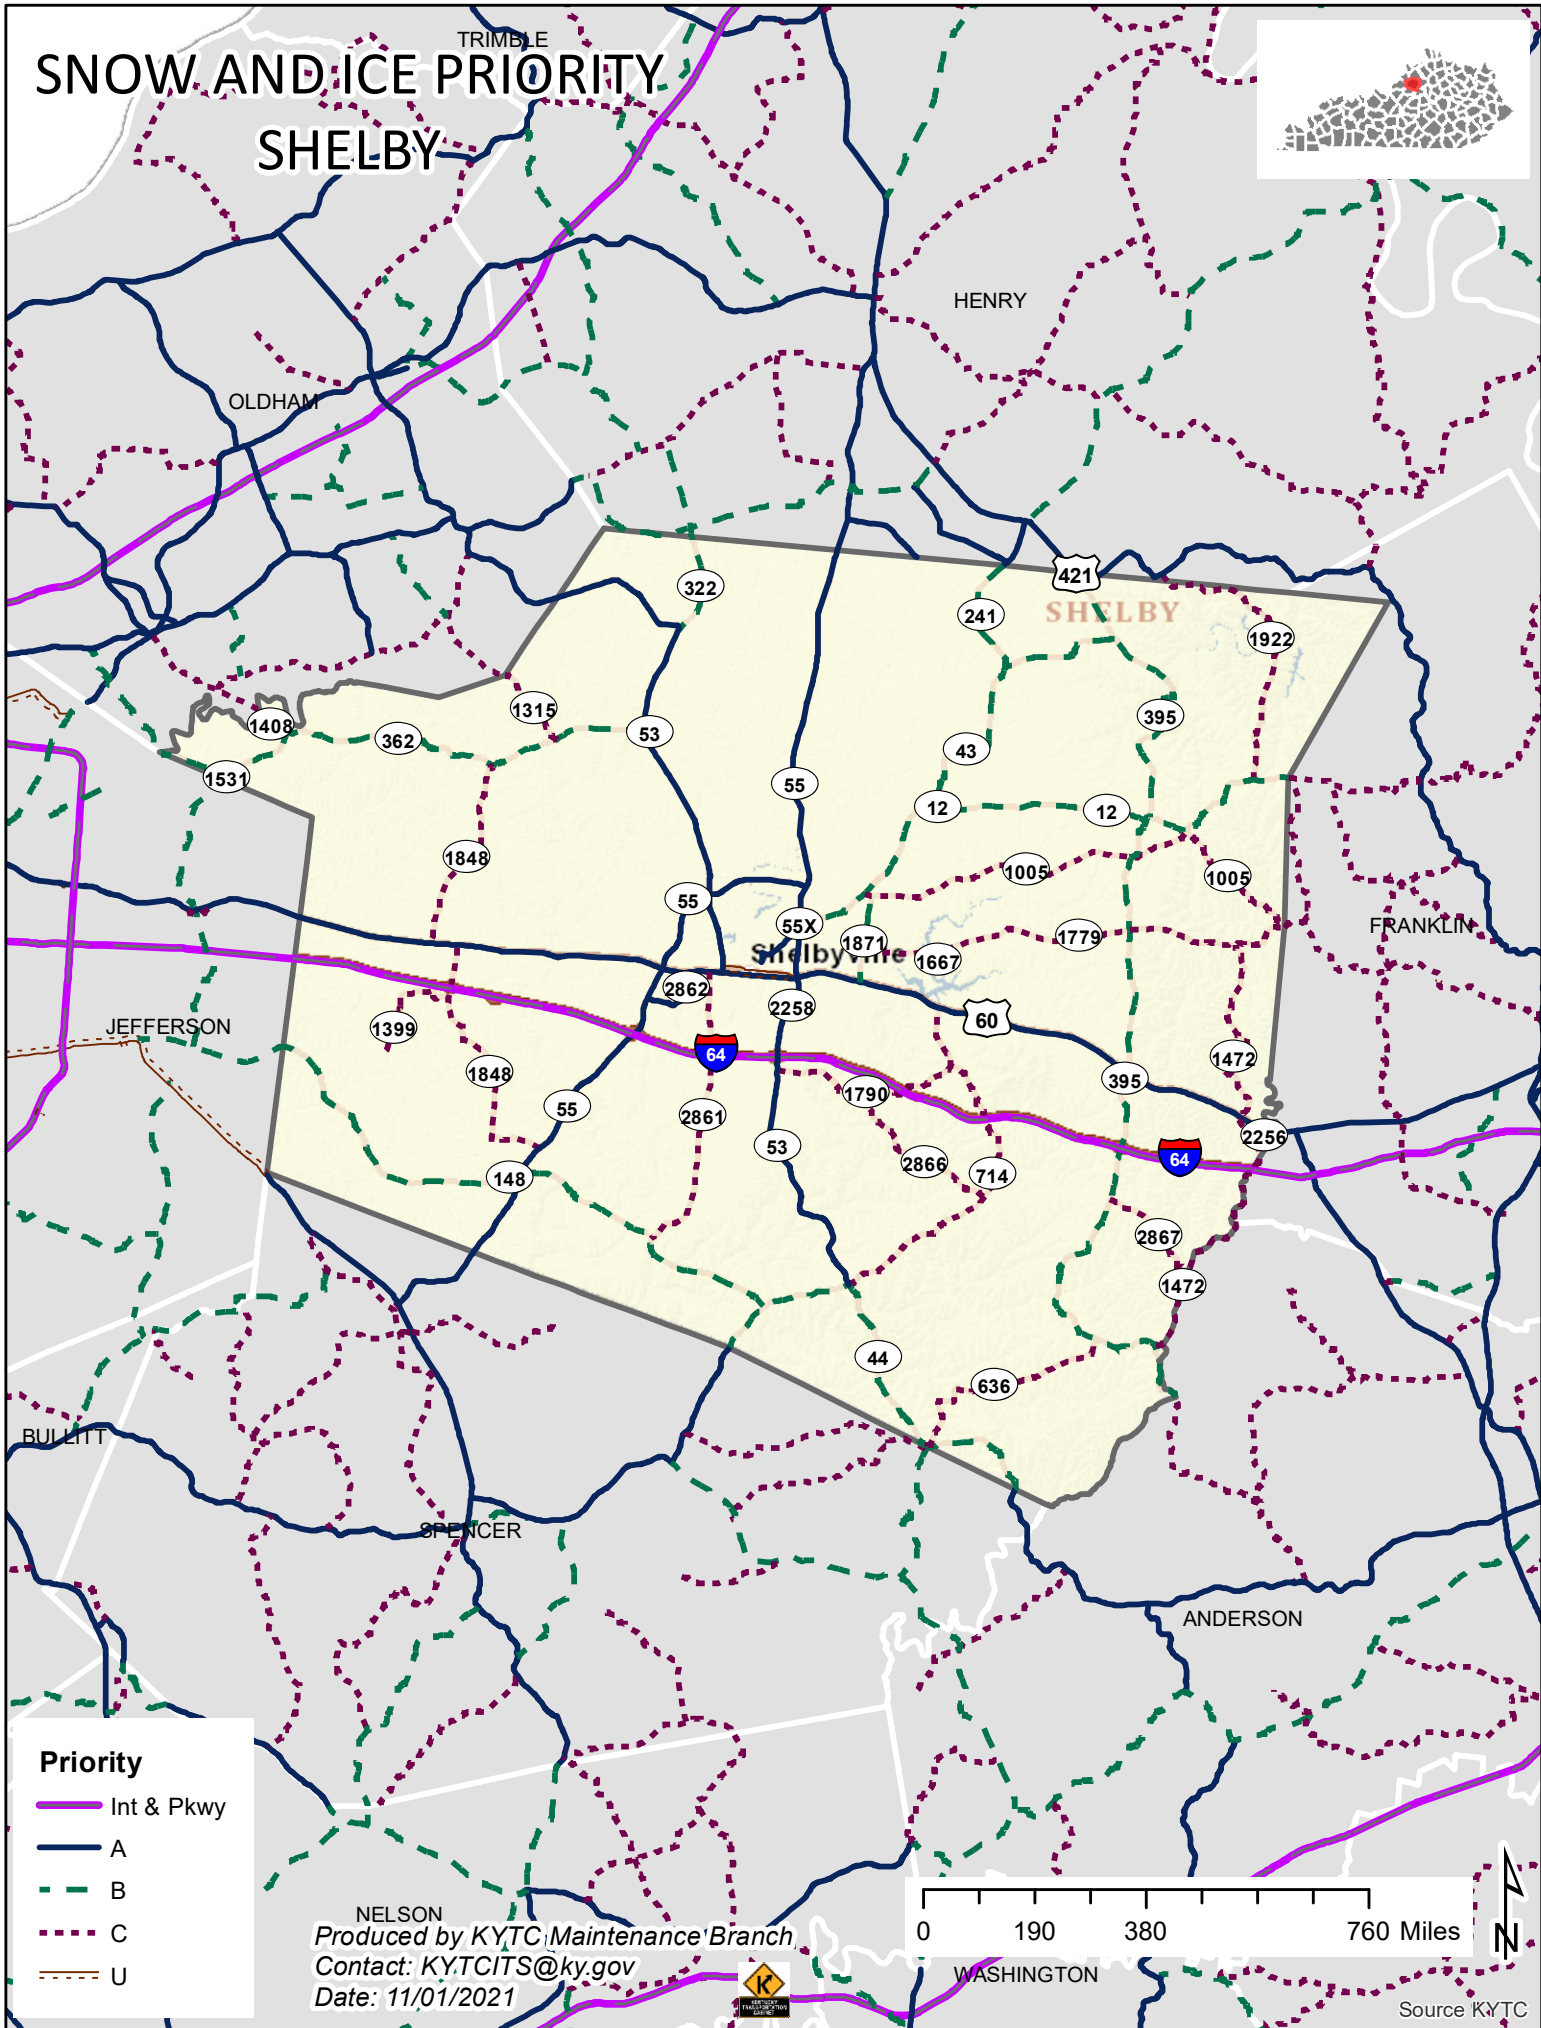 TRIMBLE
SNOW AND ICE PRIORITY
SHELBY
HENRY
OLDHAM
421
322
241
SHELBY
1922
1315
1408
362
53
395
43
1531
55
12
12
1848
1005
1005
55
55X
1871
1779
FRANKLIN
Shelbyville
1667
2862
2258
60
JEFFERSON
1399
64
1472
1848
395
1790
55
2861
53
2256
64
2866
714
148
2867
1472
44
636
BULLITT
SPENCER
ANDERSON
Priority
Int & Pkwy
A
B
C
U
NELSON
Produced by KYTC Maintenance Branch
Contact: KYTCITS@ky.gov
Date: 11/01/2021
KENTUCKY
TRANSPORTATION
CABINET
0 190 380 760 Miles
N
WASHINGTON
Source KYTC